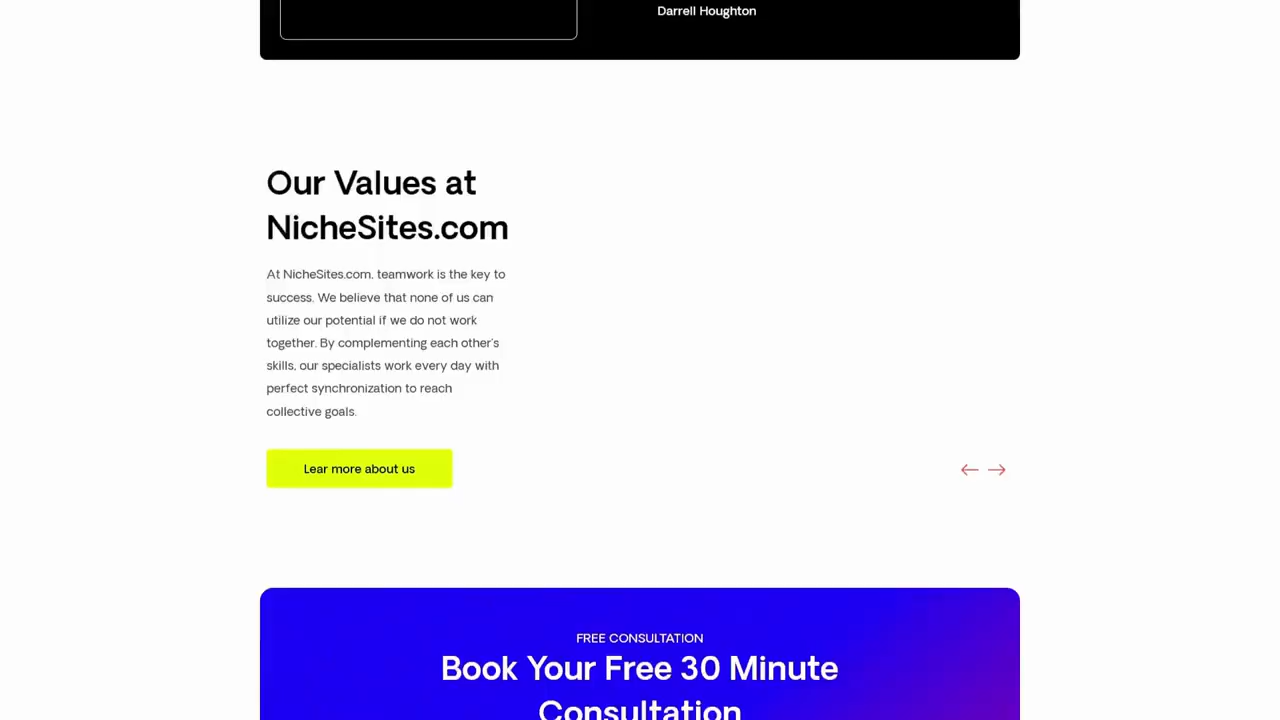 Darrell Houghton
Our Values at
NicheSites.com
At NicheSites.com, teamwork is the key to
success. We believe that none of us can
utilize our potential if we do not work
together. By complementing each other's
skills, our specialists work every day with
perfect synchronization to reach
collective goals.
Lear more about us
FREE CONSULTATION
Book Your Free 30 Minute
Consultation